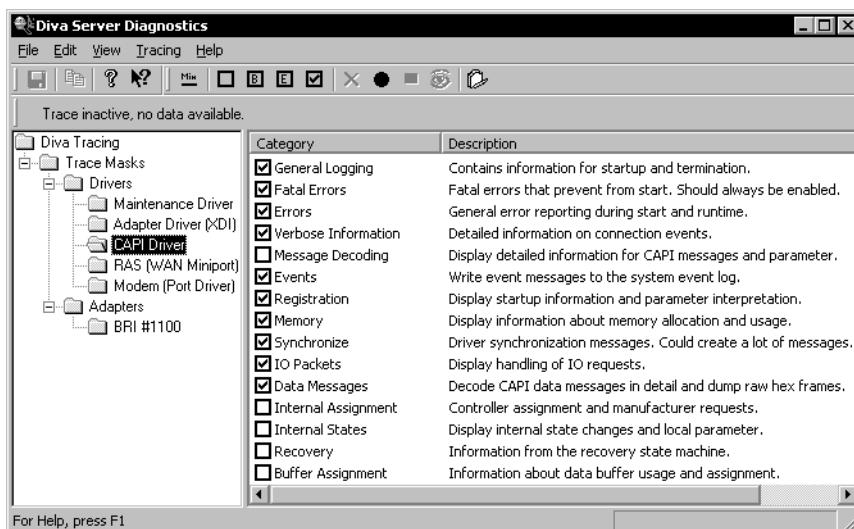 Diva Server Diagnostics
File Edit View Tracing Help
Mix B E
Trace inactive, no data available.
Diva Tracing
Trace Masks
Drivers
Maintenance Driver
Adapter Driver (XDI)
CAPI Driver
RAS (WAN Miniport)
Modem (Port Driver)
Adapters
BRI #1100
Category Description
General Logging Contains information for startup and termination.
Fatal Errors Fatal errors that prevent from start. Should always be enabled.
Errors General error reporting during start and runtime.
Verbose Information Detailed information on connection events.
Message Decoding Display detailed information for CAPI messages and parameter.
Events Write event messages to the system event log.
Registration Display startup information and parameter interpretation.
Memory Display information about memory allocation and usage.
Synchronize Driver synchronization messages. Could create a lot of messages.
IO Packets Display handling of IO requests.
Data Messages Decode CAPI data messages in detail and dump raw hex frames.
Internal Assignment Controller assignment and manufacturer requests.
Internal States Display internal state changes and local parameter.
Recovery Information from the recovery state machine.
Buffer Assignment Information about data buffer usage and assignment.
For Help, press F1